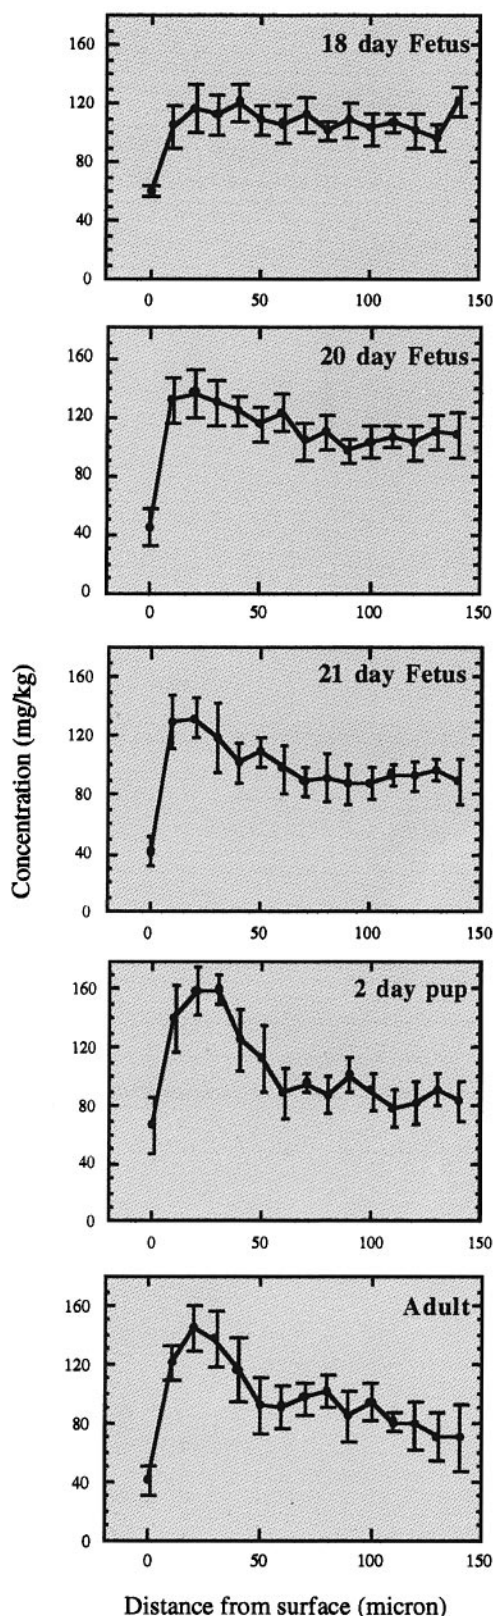 18 day Fetus
160
120
80
40
0
0 50 100 150
20 day Fetus
160
120
80
40
0
0 50 100 150
21 day Fetus
160
120
80
40
0
0 50 100 150
2 day pup
160
120
80
40
0
0 50 100 150
Adult
160
120
80
40
0
0 50 100 150
Concentration (mg/kg)
Distance from surface (micron)